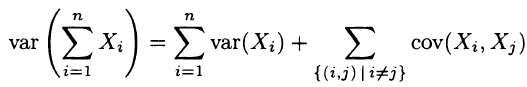 var(∑_{i=1}^{n} X_i) = ∑_{i=1}^{n} var(X_i) + ∑_{{(i,j) | i≠j}} cov(X_i, X_j)